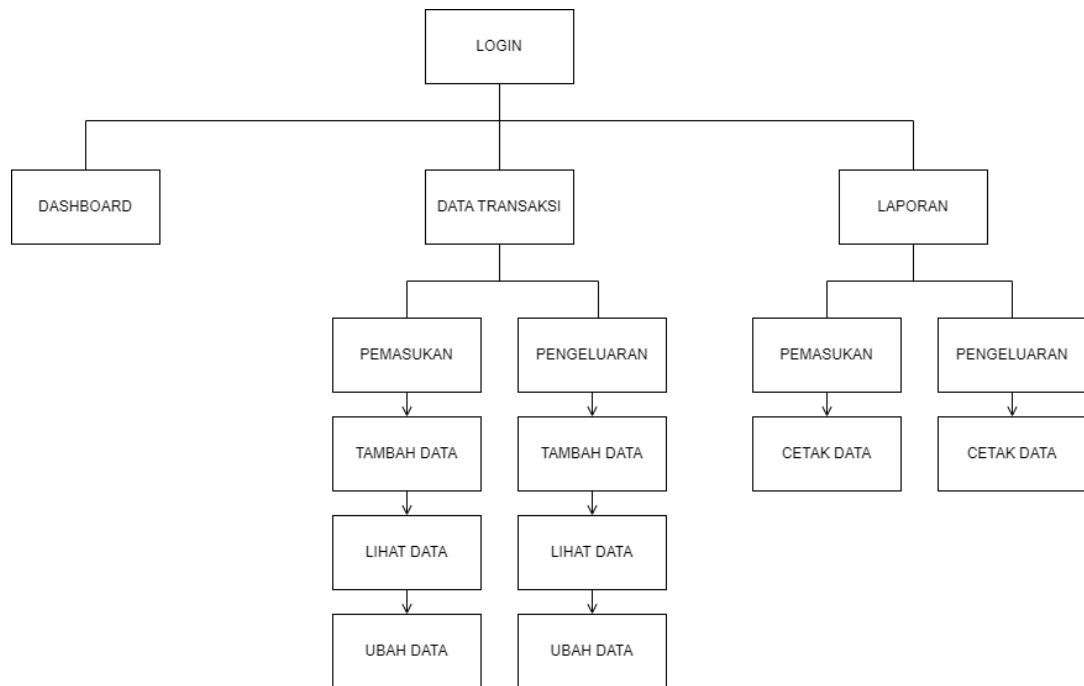 LOGIN
DASHBOARD
DATA TRANSAKSI
LAPORAN
PEMASUKAN
PENGELUARAN
PEMASUKAN
PENGELUARAN
TAMBAH DATA
TAMBAH DATA
CETAK DATA
CETAK DATA
LIHAT DATA
LIHAT DATA
UBAH DATA
UBAH DATA